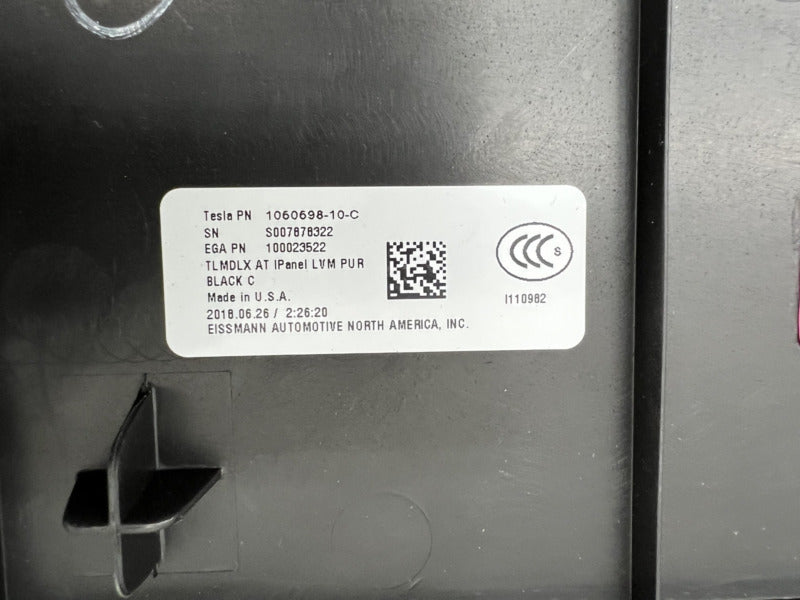 Tesla PN 1060698-10-C
SN S007878322
EGA PN 100023522
TLMDLX AT IPanel LVM PUR
BLACK C
Made in U.S.A.
2018.06.26 / 2:26:20
EISSMANN AUTOMOTIVE NORTH AMERICA, INC.
CCC S
I110982